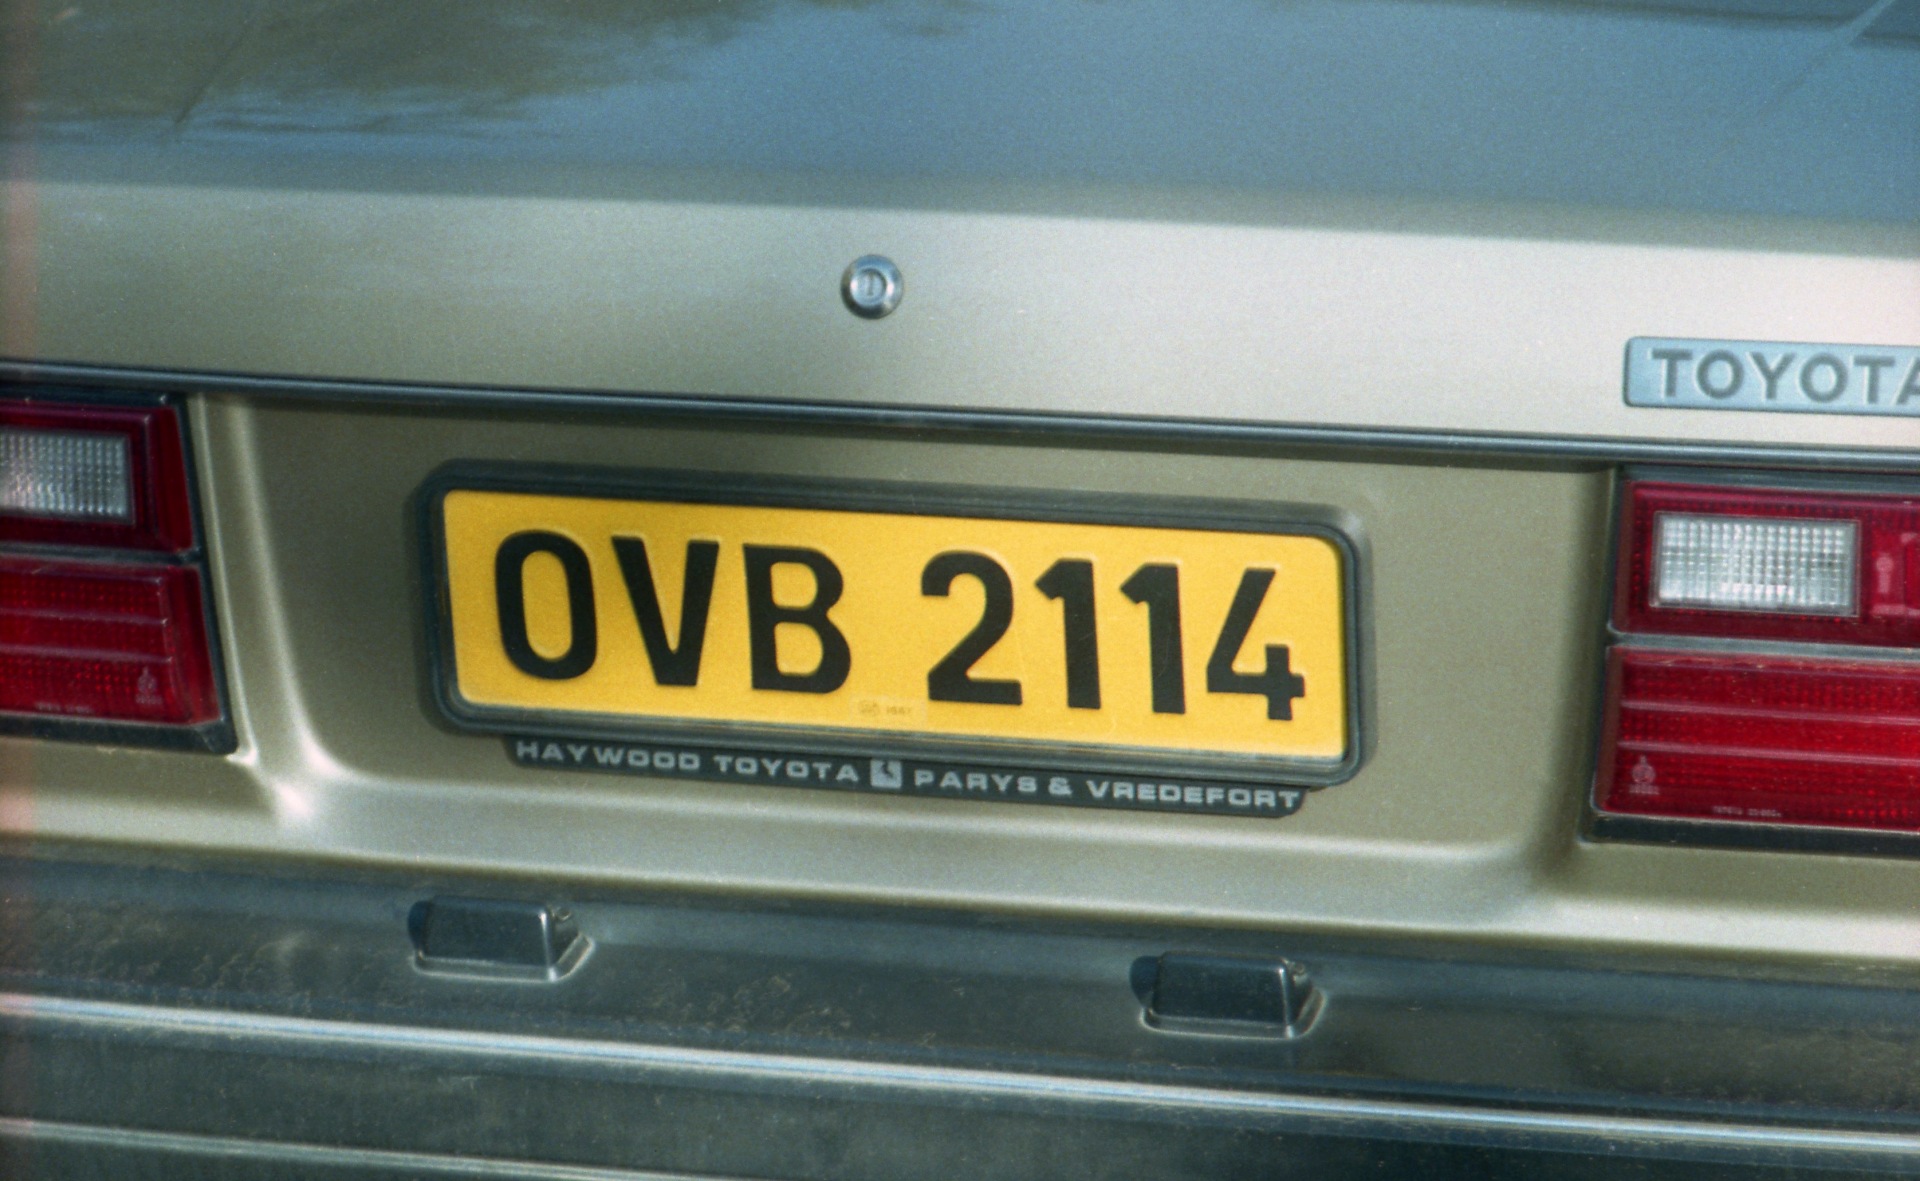 TOYOTA
OVB 2114
HAYWOOD TOYOTA PARYS & VREDEFORT